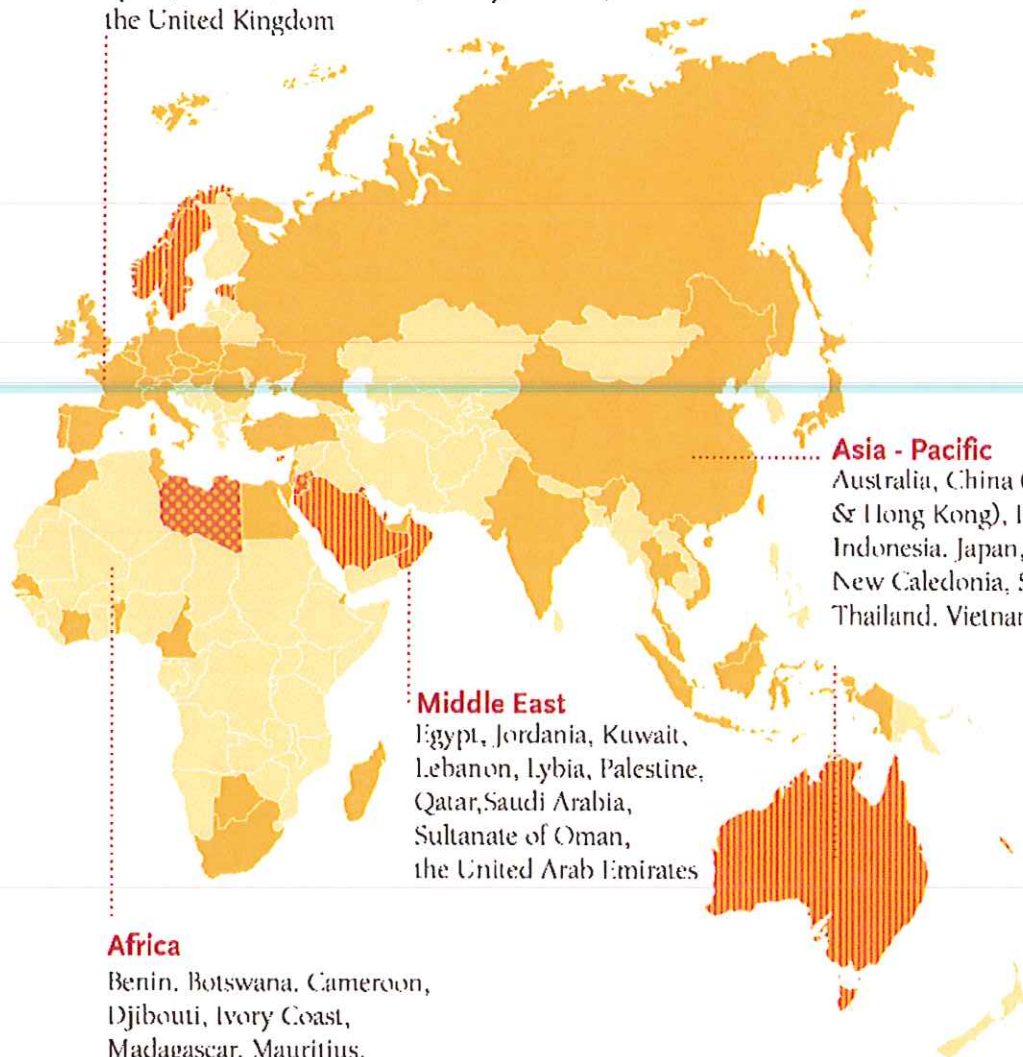 the United Kingdom
Asia - Pacific
Australia, China (
& Hong Kong), I
Indonesia. Japan,
New Caledonia, S
Thailand. Vietnam
Middle East
Egypt, Jordania, Kuwait,
Lebanon, Lybia, Palestine,
Qatar,Saudi Arabia,
Sultanate of Oman,
the United Arab Emirates
Africa
Benin. Botswana. Cameroon,
Djibouti, Ivory Coast,
Madagascar. Mauritius.